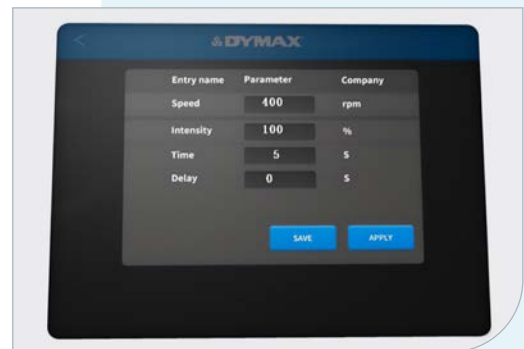 <
DYMAX
Entry name Parameter Company
Speed 400 rpm
Intensity 100 %
Time 5 S
Delay 0 S
SAVE APPLY